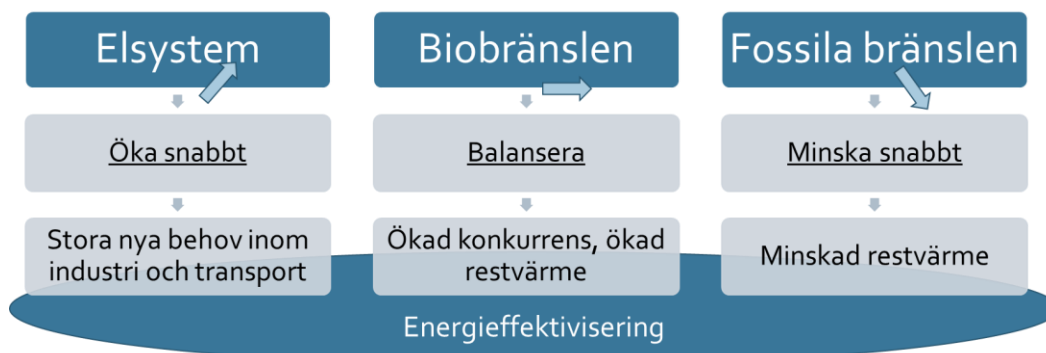 Elsystem
Öka snabbt
Stora nya behov inom
industri och transport
Biobränslen
Balansera
Ökad konkurrens, ökad
restvärme
Fossila bränslen
Minska snabbt
Minskad restvärme
Energieffektivisering